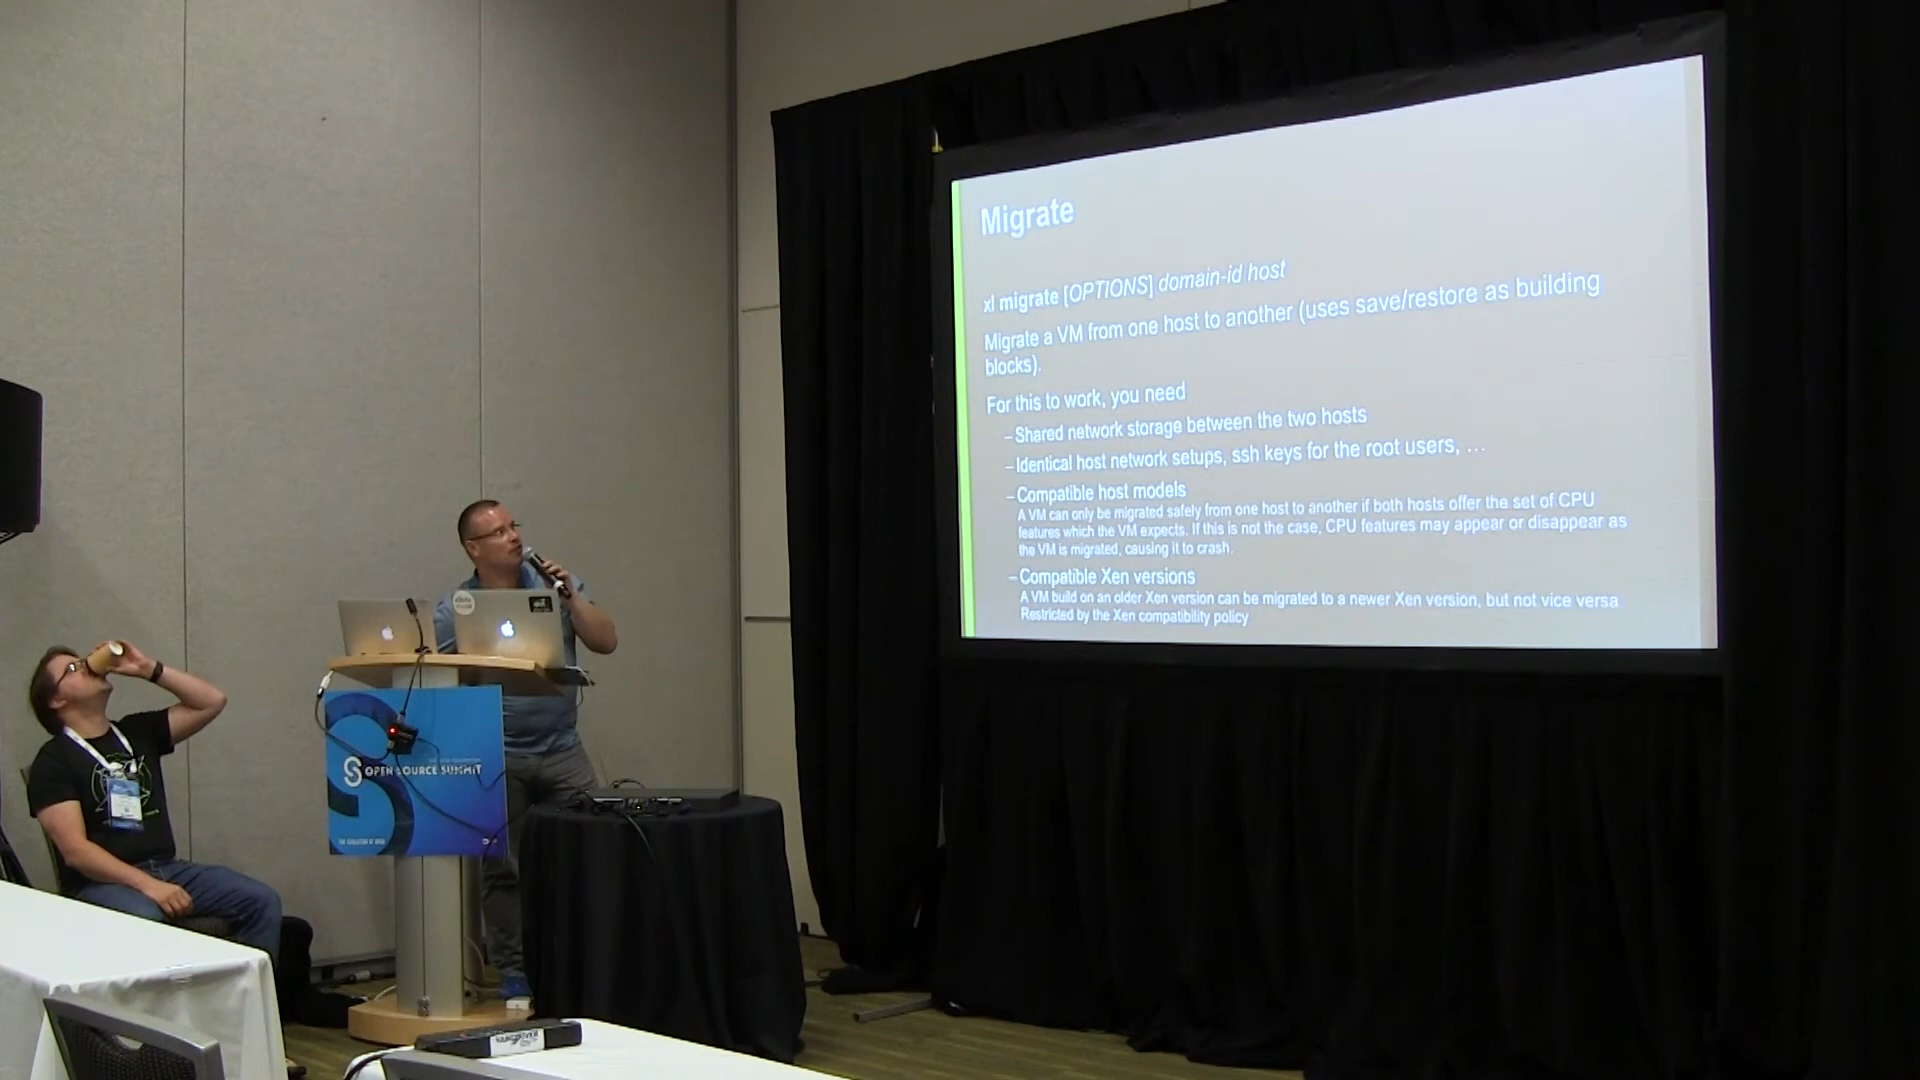 Migrate
xl migrate [OPTIONS] domain-id host
Migrate a VM from one host to another (uses save/restore as building
blocks).
For this to work, you need
–Shared network storage between the two hosts
–Identical host network setups, ssh keys for the root users, …
–Compatible host models
A VM can only be migrated safely from one host to another if both hosts offer the set of CPU
features which the VM expects. If this is not the case, CPU features may appear or disappear as
the VM is migrated, causing it to crash.
–Compatible Xen versions
A VM build on an older Xen version can be migrated to a newer Xen version, but not vice versa
Restricted by the Xen compatibility policy
OPEN SOURCE SUMMIT